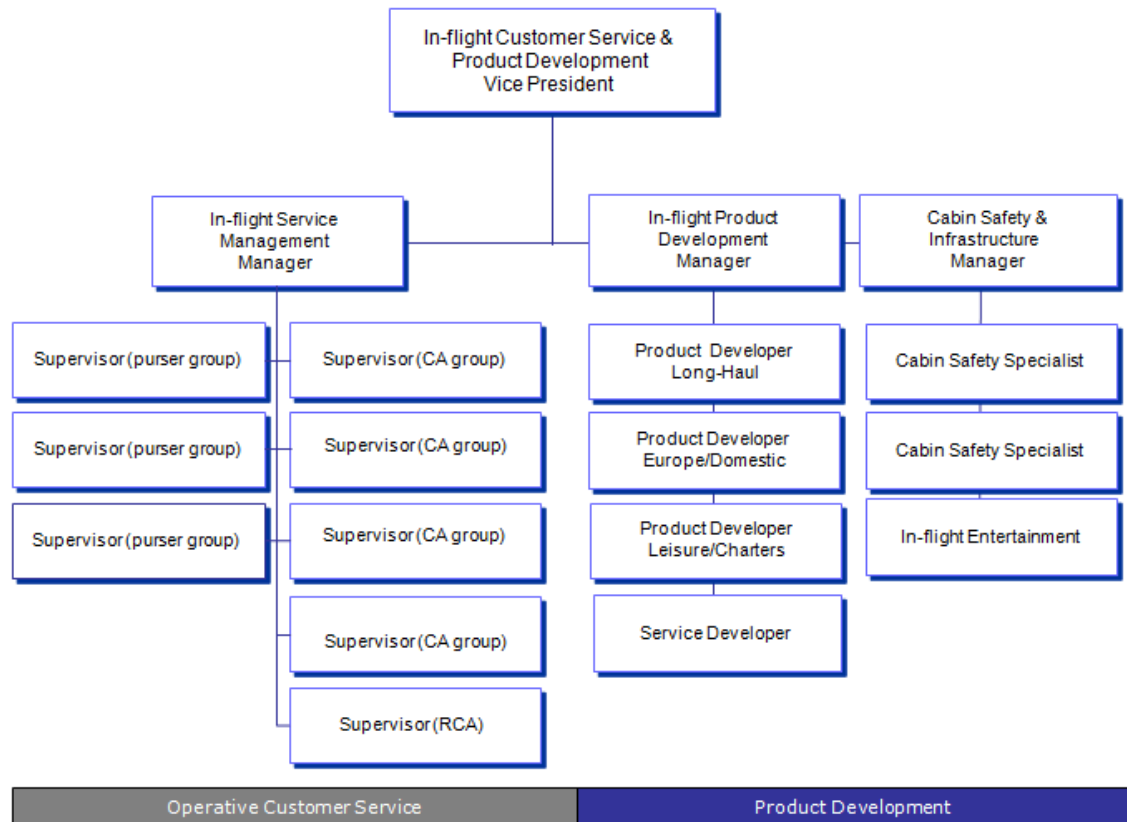 In-flight Customer Service &
Product Development
Vice President
In-flight Service
Management
Manager
In-flight Product
Development
Manager
Cabin Safety &
Infrastructure
Manager
Supervisor (purser group)
Supervisor (CA group)
Product Developer
Long-Haul
Cabin Safety Specialist
Supervisor (purser group)
Supervisor (CA group)
Product Developer
Europe/Domestic
Cabin Safety Specialist
Supervisor (purser group)
Supervisor (CA group)
Product Developer
Leisure/Charters
In-flight Entertainment
Supervisor (CA group)
Service Developer
Supervisor (RCA)
Operative Customer Service
Product Development